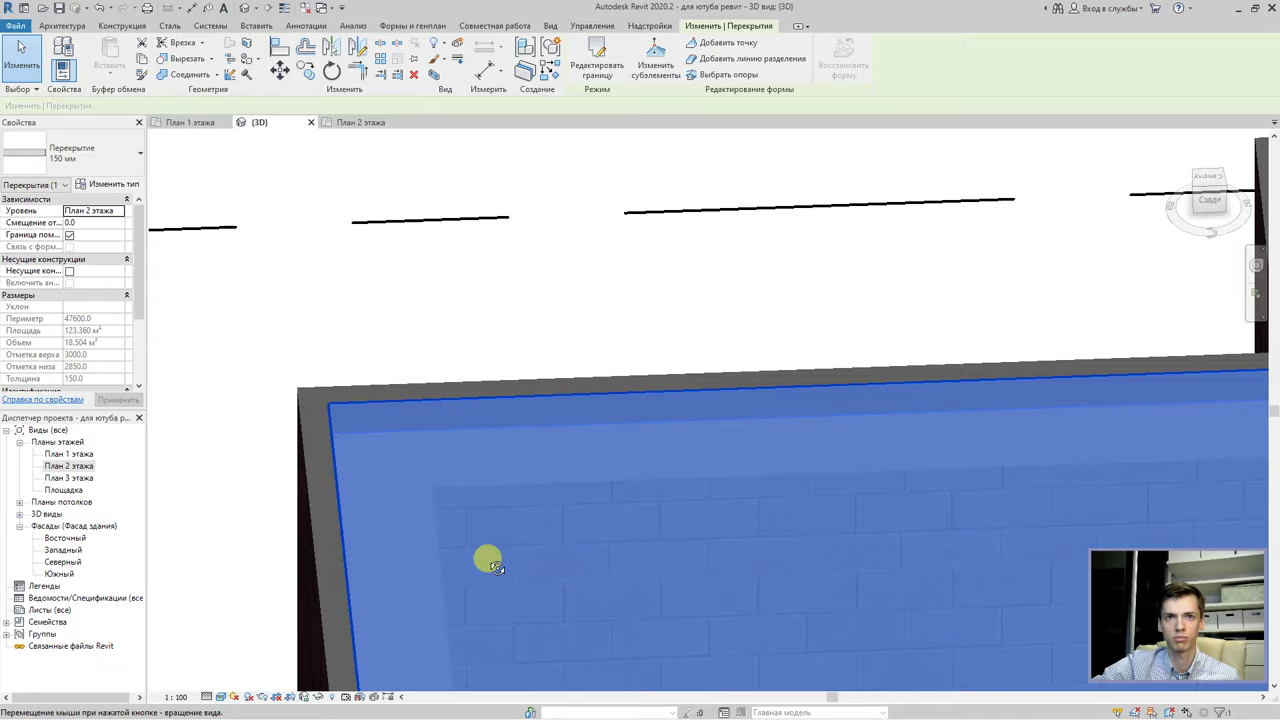 Autodesk Revit 2020.2 - для ютуба ревит - 3D вид: {3D}
Вход в службы
Файл Архитектура Конструкция Сталь Системы Вставить Аннотации Анализ Формы и генплан Совместная работа Вид Управление Надстройки Изменить | Перекрытия
Изменить
Вставить
Врезка
Вырезать
Соединить
Редактировать границу
Изменить субэлементы
Добавить точку
Добавить линию разделения
Выбрать опоры
Восстановить форму
Выбор Свойства Буфер обмена Геометрия Изменить Вид Измерить Создание Режим Редактирование формы
Изменить | Перекрытия
Свойства
План 1 этажа {3D} План 2 этажа
Перекрытие
150 мм
Перекрытия (1 Изменить тип
Зависимости
Уровень План 2 этажа
Смещение от... 0.0
Граница пом...
Связь с форм...
Несущие конструкции
Несущие кон...
Включить ан...
Размеры
Уклон
Периметр 47600.0
Площадь 123.360 м²
Объем 18.504 м³
Отметка верха 3000.0
Отметка низа 2850.0
Толщина 150.0
Справка по свойствам Применить
Диспетчер проекта - для ютуба р...
Виды (все)
Планы этажей
План 1 этажа
План 2 этажа
План 3 этажа
Площадка
Планы потолков
3D виды
Фасады (Фасад здания)
Восточный
Западный
Северный
Южный
Легенды
Ведомости/Спецификации (все
Листы (все)
Семейства
Группы
Связанные файлы Revit
Сверху
Сзади
1 : 100
Перемещение мыши при нажатой кнопке - вращение вида.
:0
Главная модель
:1